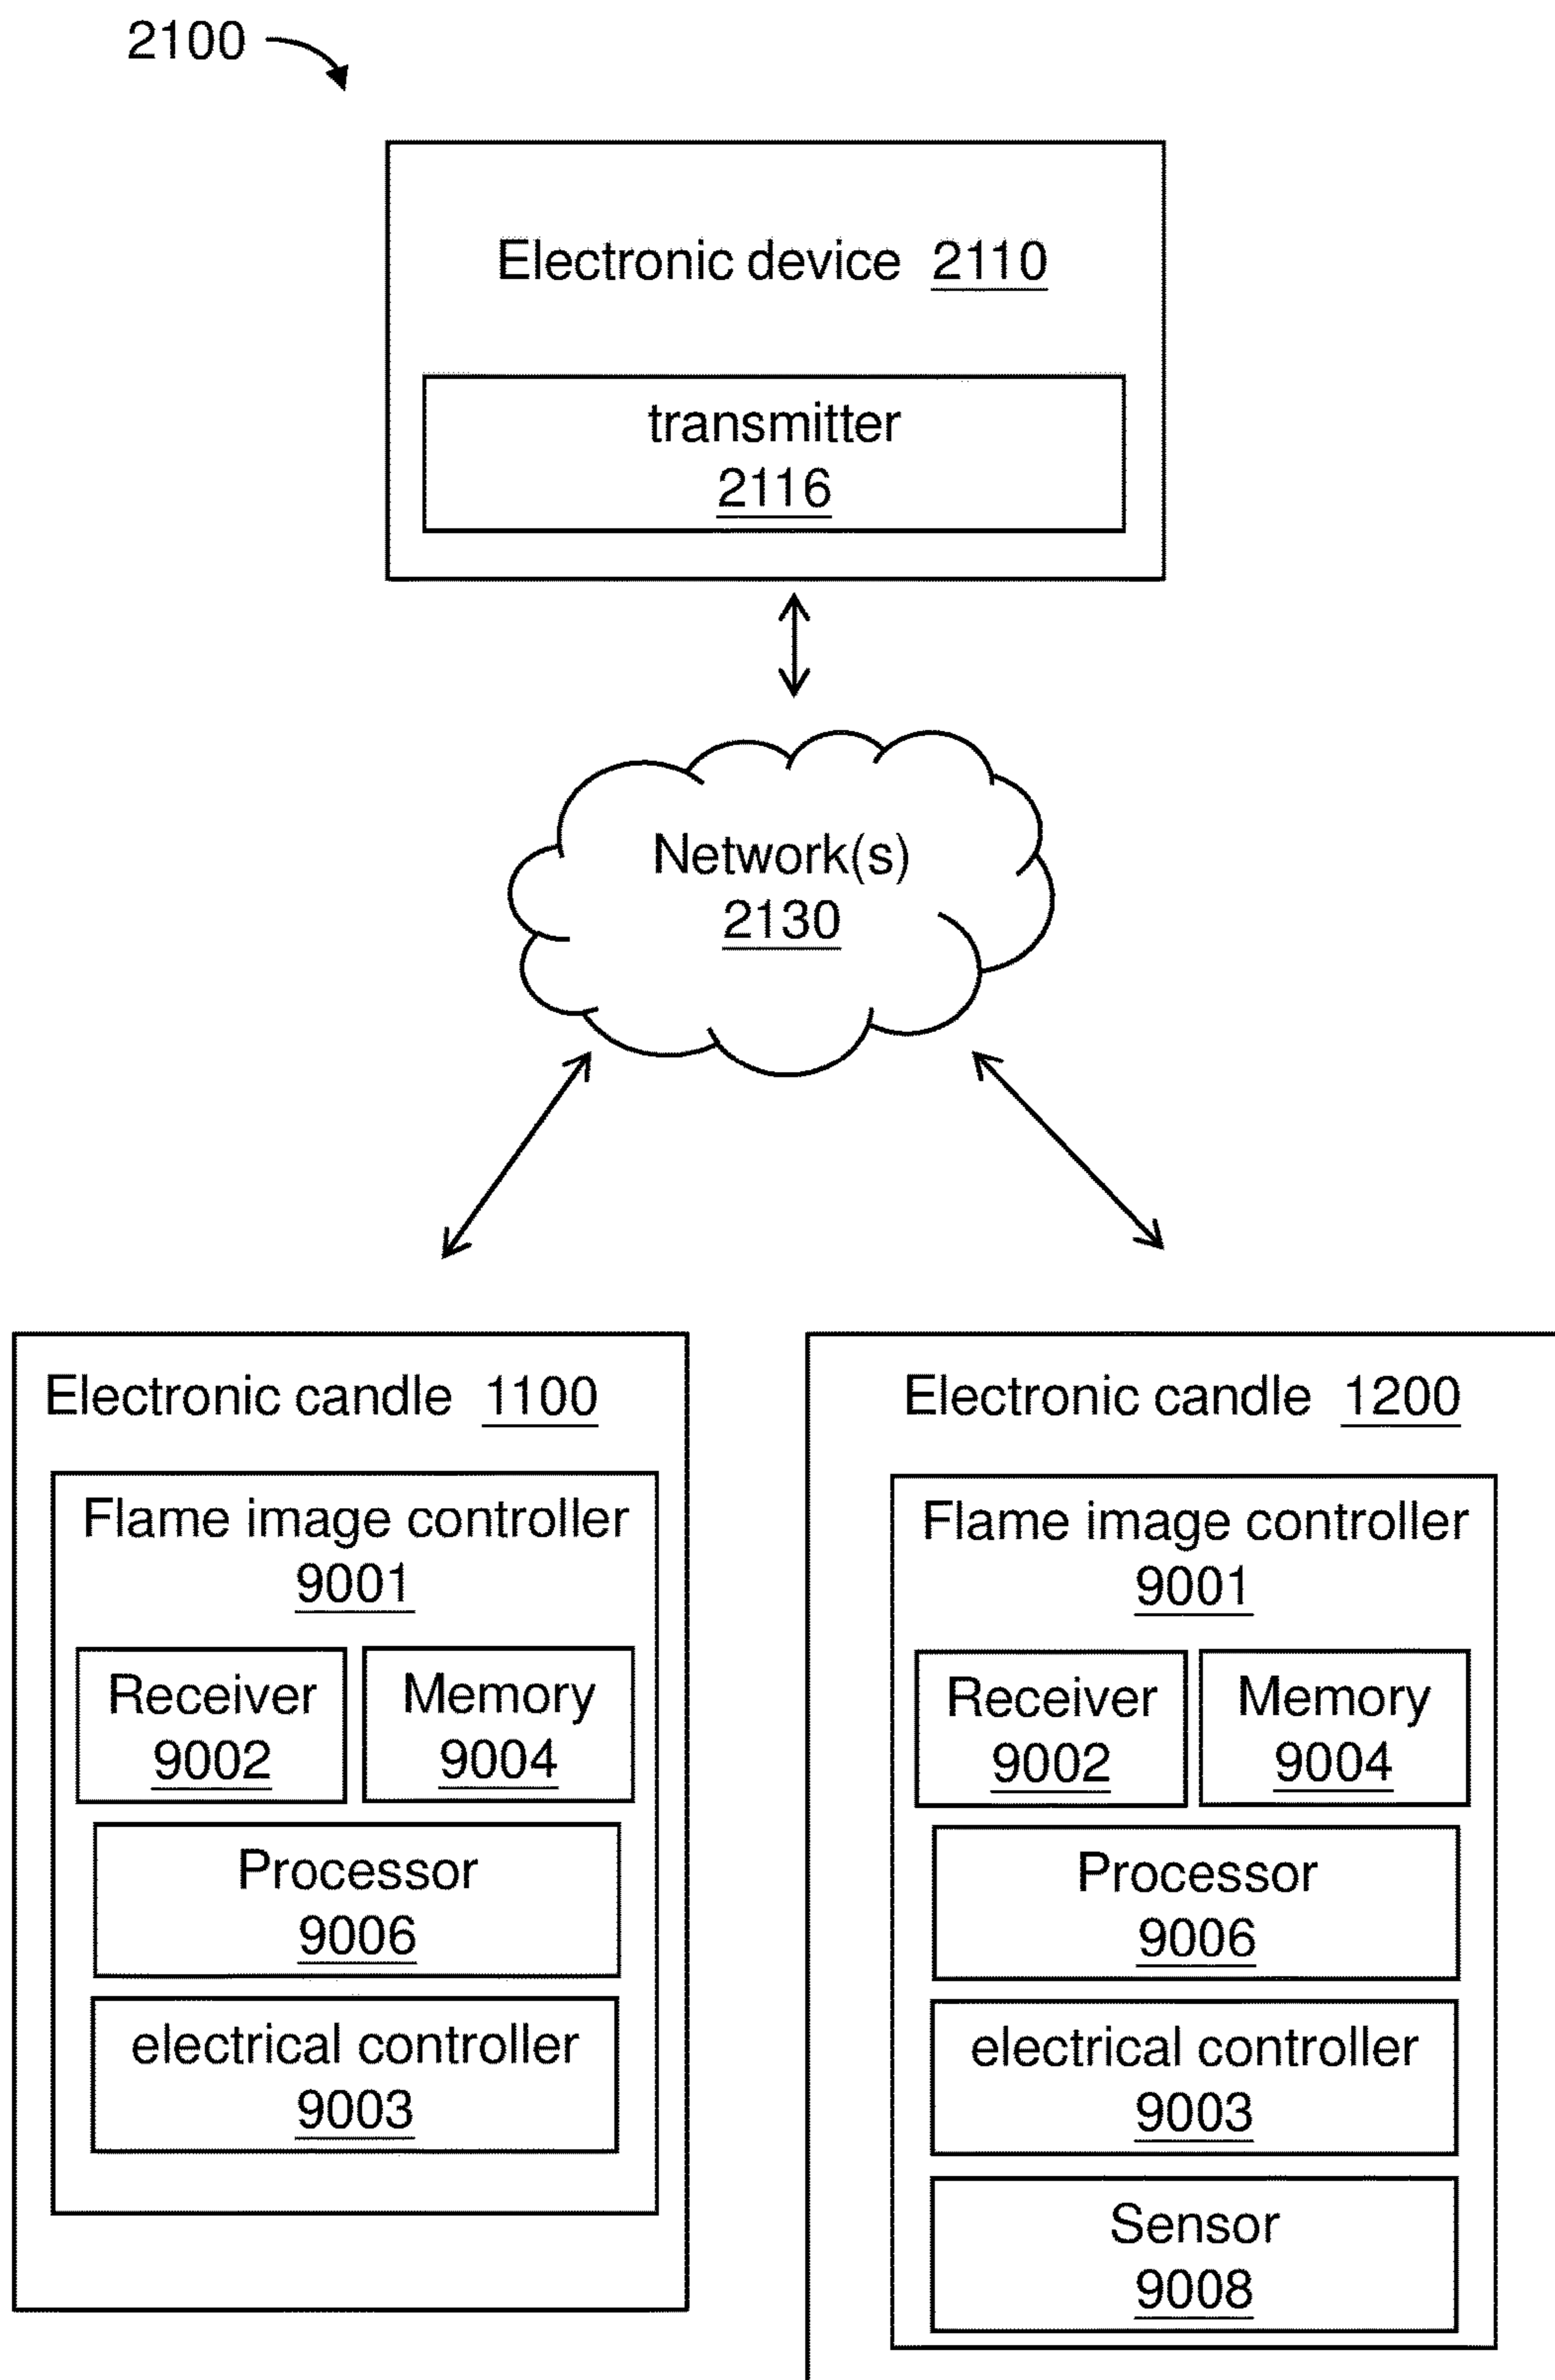 2100
Electronic device 2110
transmitter
2116
Network(s)
2130
Electronic candle 1100
Flame image controller
9001
Receiver
9002
Memory
9004
Processor
9006
electrical controller
9003
Electronic candle 1200
Flame image controller
9001
Receiver
9002
Memory
9004
Processor
9006
electrical controller
9003
Sensor
9008